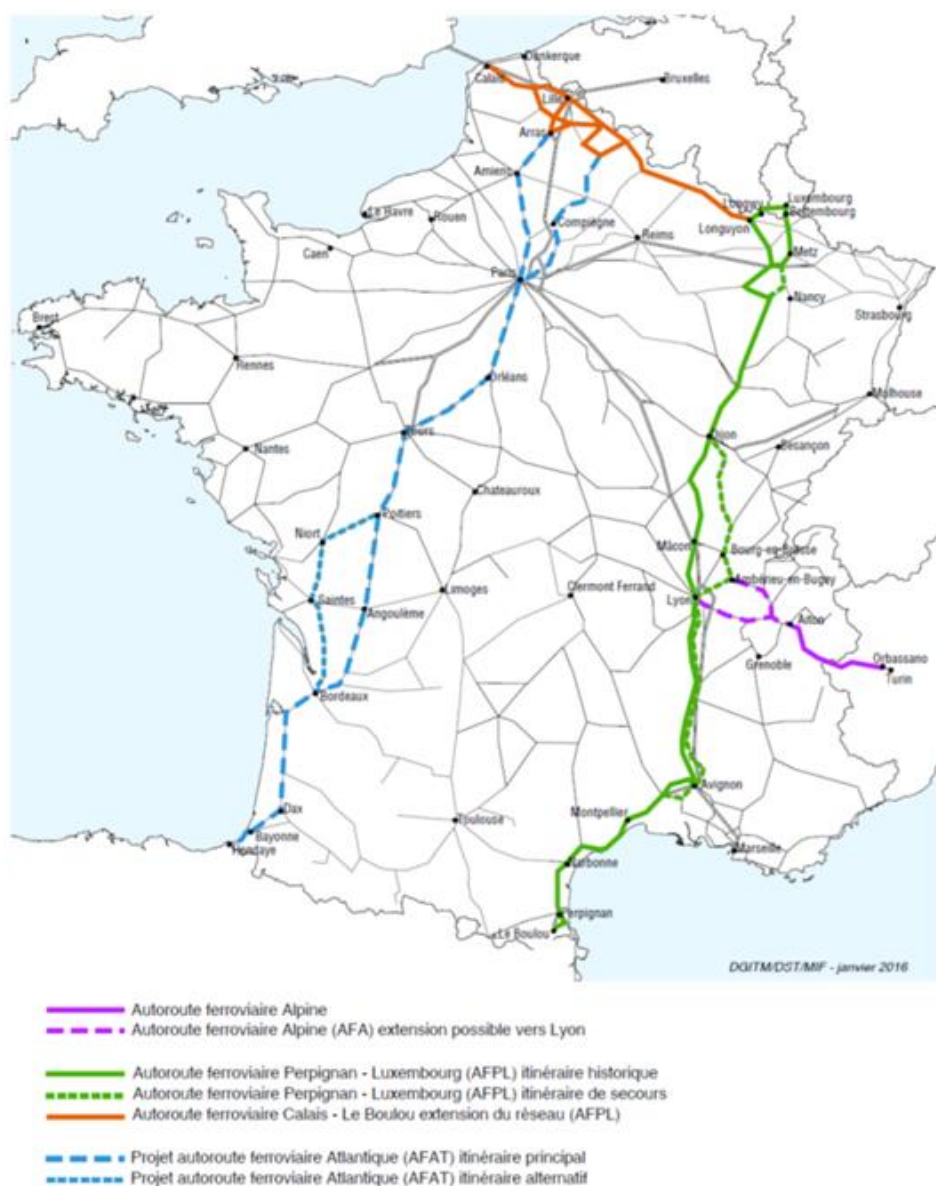 Dunkerque
Calais
Lille
Bruxelles
Arras
Amiens
Luxembourg
Longwy
Bettembourg
Le Havre
Rouen
Compiègne
Reims
Longuyon
Caen
Metz
Paris
Nancy
Strasbourg
Brest
Rennes
Orléans
Mulhouse
Tours
Dijon
Besançon
Nantes
Chateauroux
Poitiers
Niort
Mâcon
Bourg-en-Bresse
Ambérieu-en-Bugey
Limoges
Clermont Ferrand
Saintes
Angoulême
Lyon
Aiton
Grenoble
Orbassano
Turin
Bordeaux
Avignon
Dax
Montpellier
Toulouse
Bayonne
Hendaye
Marseille
Narbonne
Perpignan
Le Boulou
DGITM/DST/MIF - janvier 2016
Autoroute ferroviaire Alpine
Autoroute ferroviaire Alpine (AFA) extension possible vers Lyon
Autoroute ferroviaire Perpignan - Luxembourg (AFPL) itinéraire historique
Autoroute ferroviaire Perpignan - Luxembourg (AFPL) itinéraire de secours
Autoroute ferroviaire Calais - Le Boulou extension du réseau (AFPL)
Projet autoroute ferroviaire Atlantique (AFAT) itinéraire principal
Projet autoroute ferroviaire Atlantique (AFAT) itinéraire alternatif